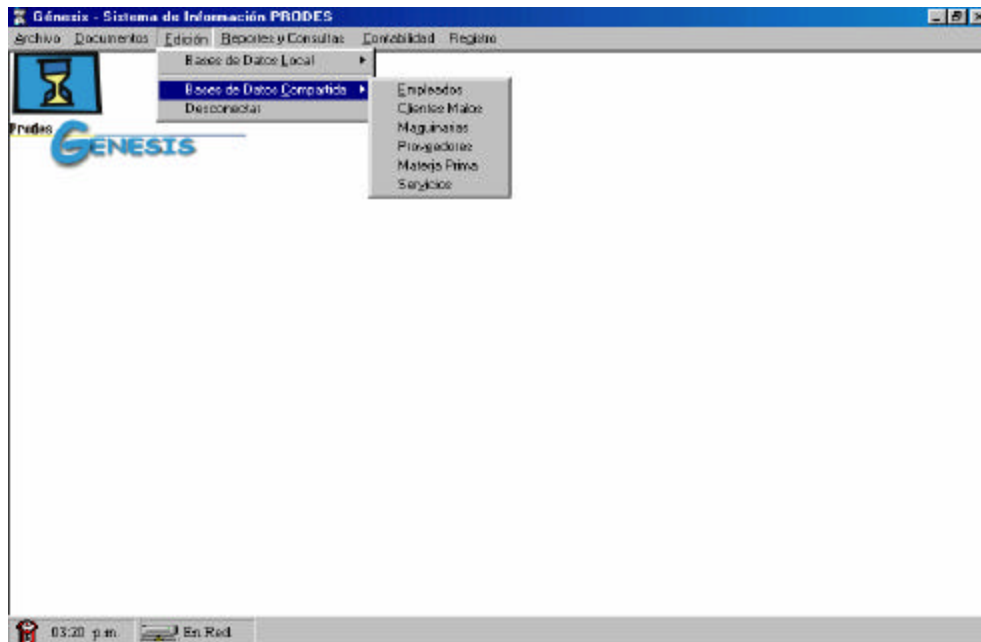 Génesis - Sistema de Información PRODES
Archivo Documentos Edición Reportes y Consultas Contabilidad Registro
Bases de Datos Local
Bases de Datos Compartida
Desconectar
Empleados
Clientes Malos
Maquinarias
Proveedores
Materia Prima
Servicios
Prodes
GENESIS
03:20 p.m. En Red